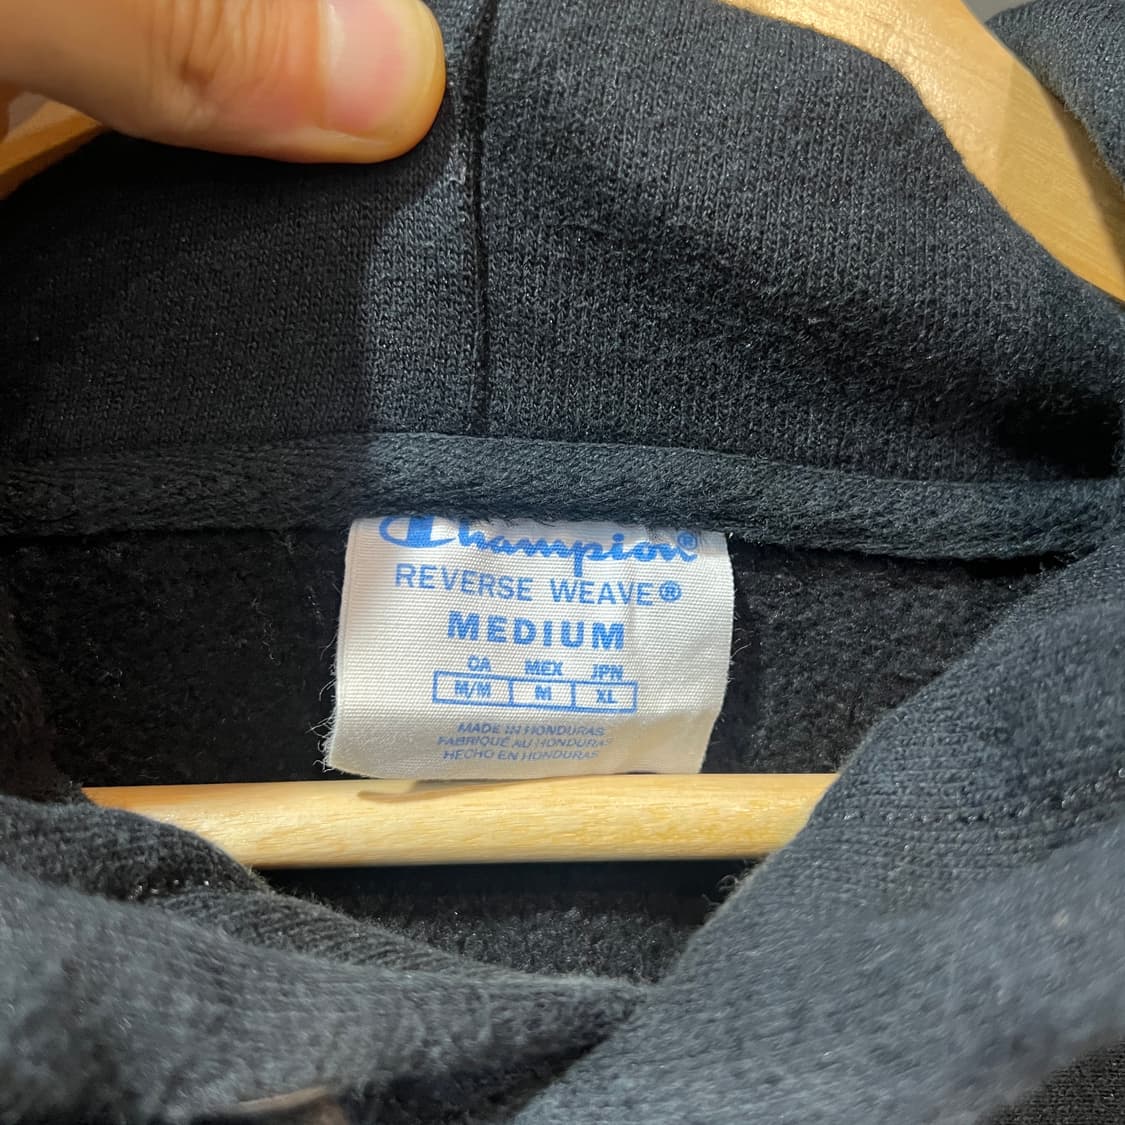 Champion®
REVERSE WEAVE®
MEDIUM
CA MEX JPN
M/M M XL
MADE IN HONDURAS
FABRIQUÉ AU HONDURAS
HECHO EN HONDURAS